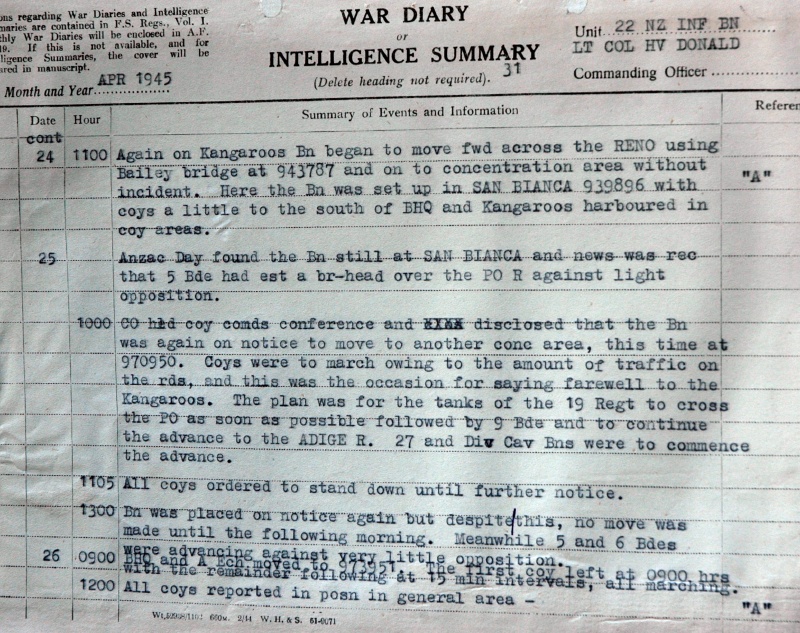 ons regarding War Diaries and Intelligence
maries are contained in F.S. Regs., Vol. I.
thly War Diaries will be enclosed in A.F.
19. If this is not available, and for
ligence Summaries, the cover will be
ared in manuscript.
Month and Year APR 1945
WAR DIARY
or
INTELLIGENCE SUMMARY
(Delete heading not required). 31
Unit 22 NZ INF BN
LT COL HV DONALD
Commanding Officer
Date Hour Summary of Events and Information Referen
cont
24 1100 Again on Kangaroos Bn began to move fwd across the RENO using
Bailey bridge at 943787 and on to concentration area without "A"
incident. Here the Bn was set up in SAN BIANCA 939896 with
coys a little to the south of BHQ and Kangaroos harboured in
coy areas.
25 Anzac Day found the Bn still at SAN BIANCA and news was rec
that 5 Bde had est a br-head over the PO R against light
opposition.
1000 CO hld coy comds conference and XXXX disclosed that the Bn
was again on notice to move to another conc area, this time at
970950. Coys were to march owing to the amount of traffic on
the rds, and this was the occasion for saying farewell to the
Kangaroos. The plan was for the tanks of the 19 Regt to cross
the PO as soon as possible followed by 9 Bde and to continue
the advance to the ADIGE R. 27 and Div Cav Bns were to commence
the advance.
1105 All coys ordered to stand down until further notice.
1300 Bn was placed on notice again but despite/this, no move was
made until the following morning. Meanwhile 5 and 6 Bdes
were advancing against very little opposition.
26 0900 BHQ and A Ech moved to 973951. The first coy left at 0900 hrs
with the remainder following at 15 min intervals, all marching.
1200 All coys reported in posn in general area - "A"
600M. 2/44 W. H. & S. 51-9071